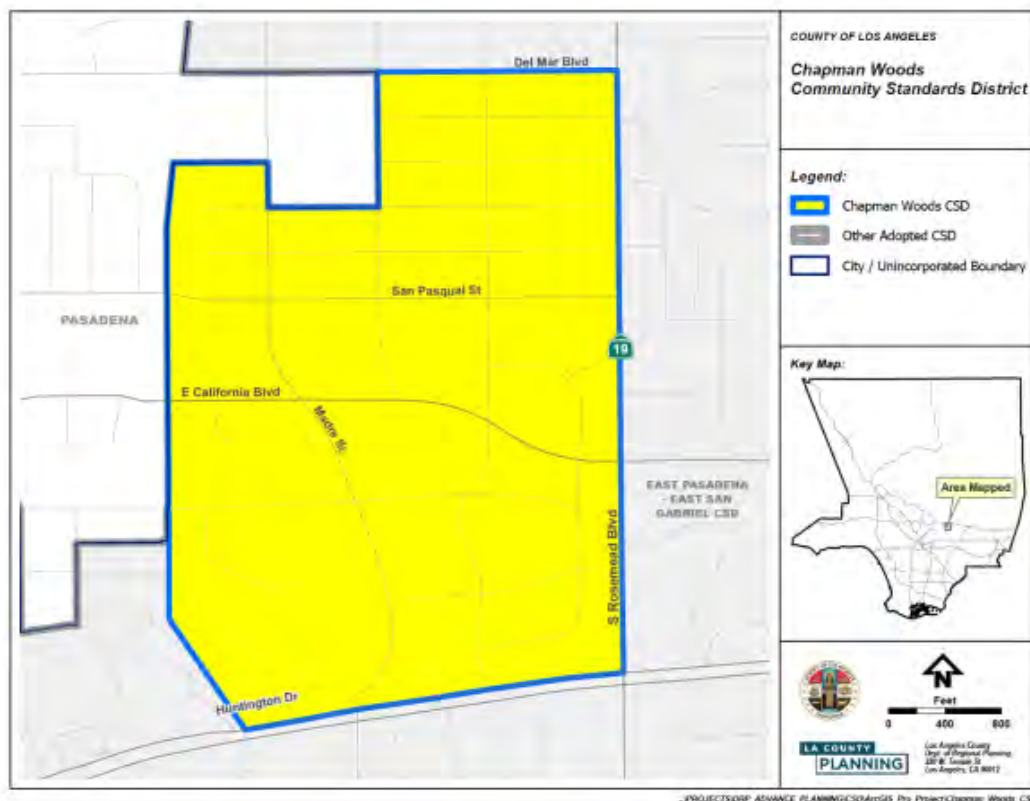 COUNTY OF LOS ANGELES
Chapman Woods
Community Standards District
Legend:
Chapman Woods CSD
Other Adopted CSD
City / Unincorporated Boundary
Key Map:
Area Mapped
Del Mar Blvd
San Pasqual St
PASADENA
19
E California Blvd
Madre St
EAST PASADENA
- EAST SAN
GABRIEL CSD
S Rosemead Blvd
Huntington Dr
N
Feet
0 400 800
LA COUNTY
PLANNING
Los Angeles County
Dept. of Regional Planning
320 W. Temple St
Los Angeles, CA 90012